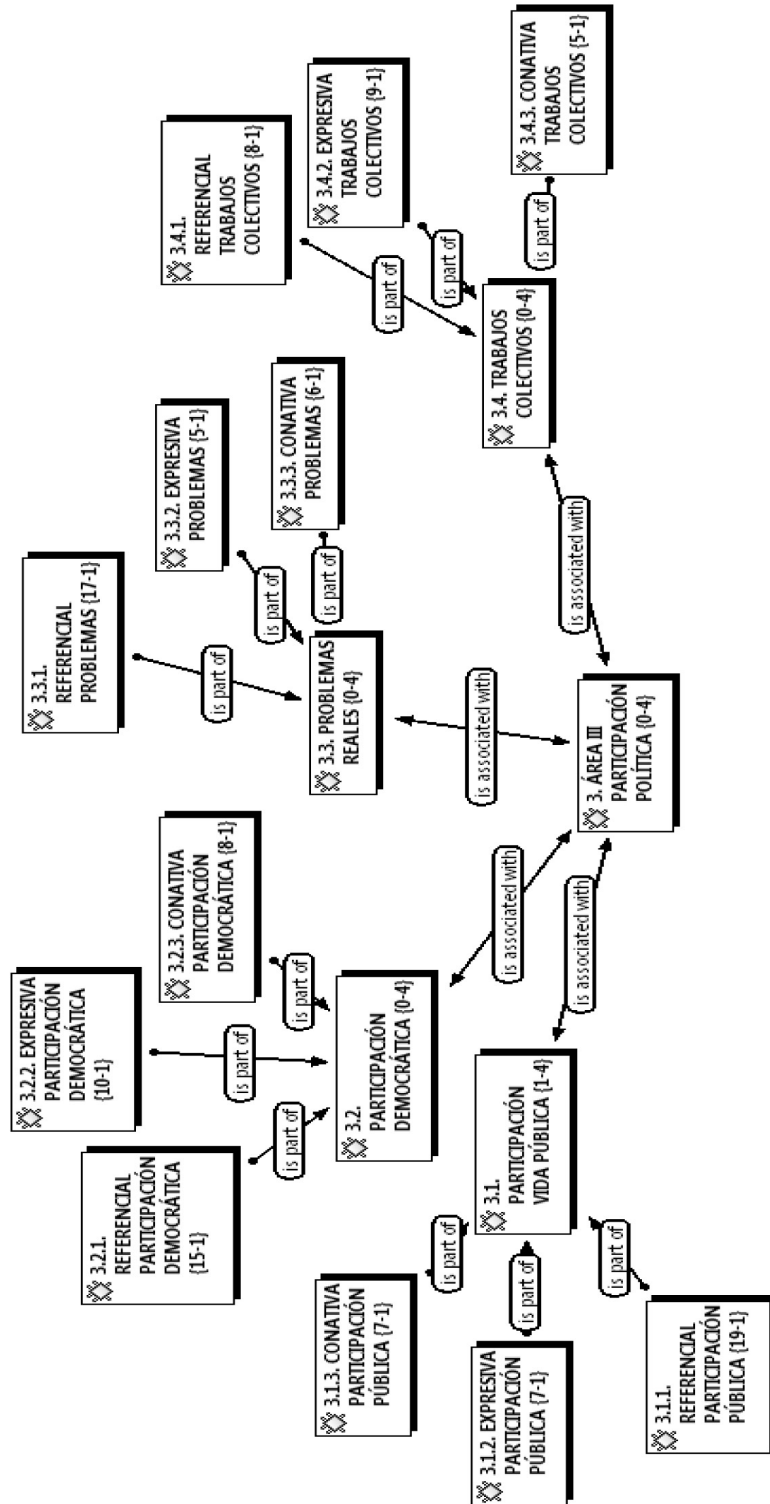 3.2.2. EXPRESIVA
PARTICIPACIÓN
DEMOCRÁTICA
{10-1}
3.2.1.
REFERENCIAL
PARTICIPACIÓN
DEMOCRÁTICA
{15-1}
3.2.3. CONATIVA
PARTICIPACIÓN
DEMOCRÁTICA {8-1}
3.3.1.
REFERENCIAL
PROBLEMAS {17-1}
3.3.2. EXPRESIVA
PROBLEMAS {5-1}
3.3.3. CONATIVA
PROBLEMAS {6-1}
3.4.1.
REFERENCIAL
TRABAJOS
COLECTIVOS {8-1}
3.4.2. EXPRESIVA
TRABAJOS
COLECTIVOS {9-1}
3.4.3. CONATIVA
TRABAJOS
COLECTIVOS {5-1}
is part of
is part of
is part of
is part of
is part of
is part of
is part of
is part of
is part of
3.1.3. CONATIVA
PARTICIPACIÓN
PÚBLICA {7-1}
3.1.2. EXPRESIVA
PARTICIPACIÓN
PÚBLICA {7-1}
3.1.1.
REFERENCIAL
PARTICIPACIÓN
PÚBLICA {19-1}
is part of
is part of
is part of
3.1.
PARTICIPACIÓN
VIDA PÚBLICA {1-4}
3.2.
PARTICIPACIÓN
DEMOCRÁTICA {0-4}
3.3. PROBLEMAS
REALES {0-4}
3.4. TRABAJOS
COLECTIVOS {0-4}
is associated with
is associated with
is associated with
is associated with
3. ÁREA III
PARTICIPACIÓN
POLÍTICA {0-4}